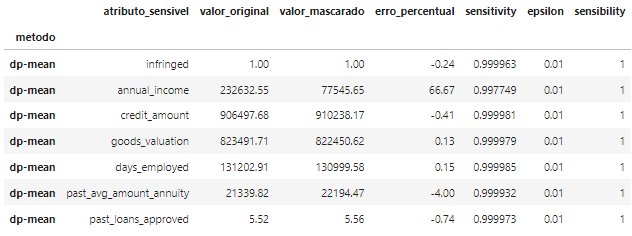 atributo_sensivel valor_original valor_mascarado erro_percentual sensitivity epsilon sensibility
metodo
dp-mean infringed 1.00 1.00 -0.24 0.999963 0.01 1
dp-mean annual_income 232632.55 77545.65 66.67 0.997749 0.01 1
dp-mean credit_amount 906497.68 910238.17 -0.41 0.999981 0.01 1
dp-mean goods_valuation 823491.71 822450.62 0.13 0.999979 0.01 1
dp-mean days_employed 131202.91 130999.58 0.15 0.999985 0.01 1
dp-mean past_avg_amount_annuity 21339.82 22194.47 -4.00 0.999932 0.01 1
dp-mean past_loans_approved 5.52 5.56 -0.74 0.999973 0.01 1